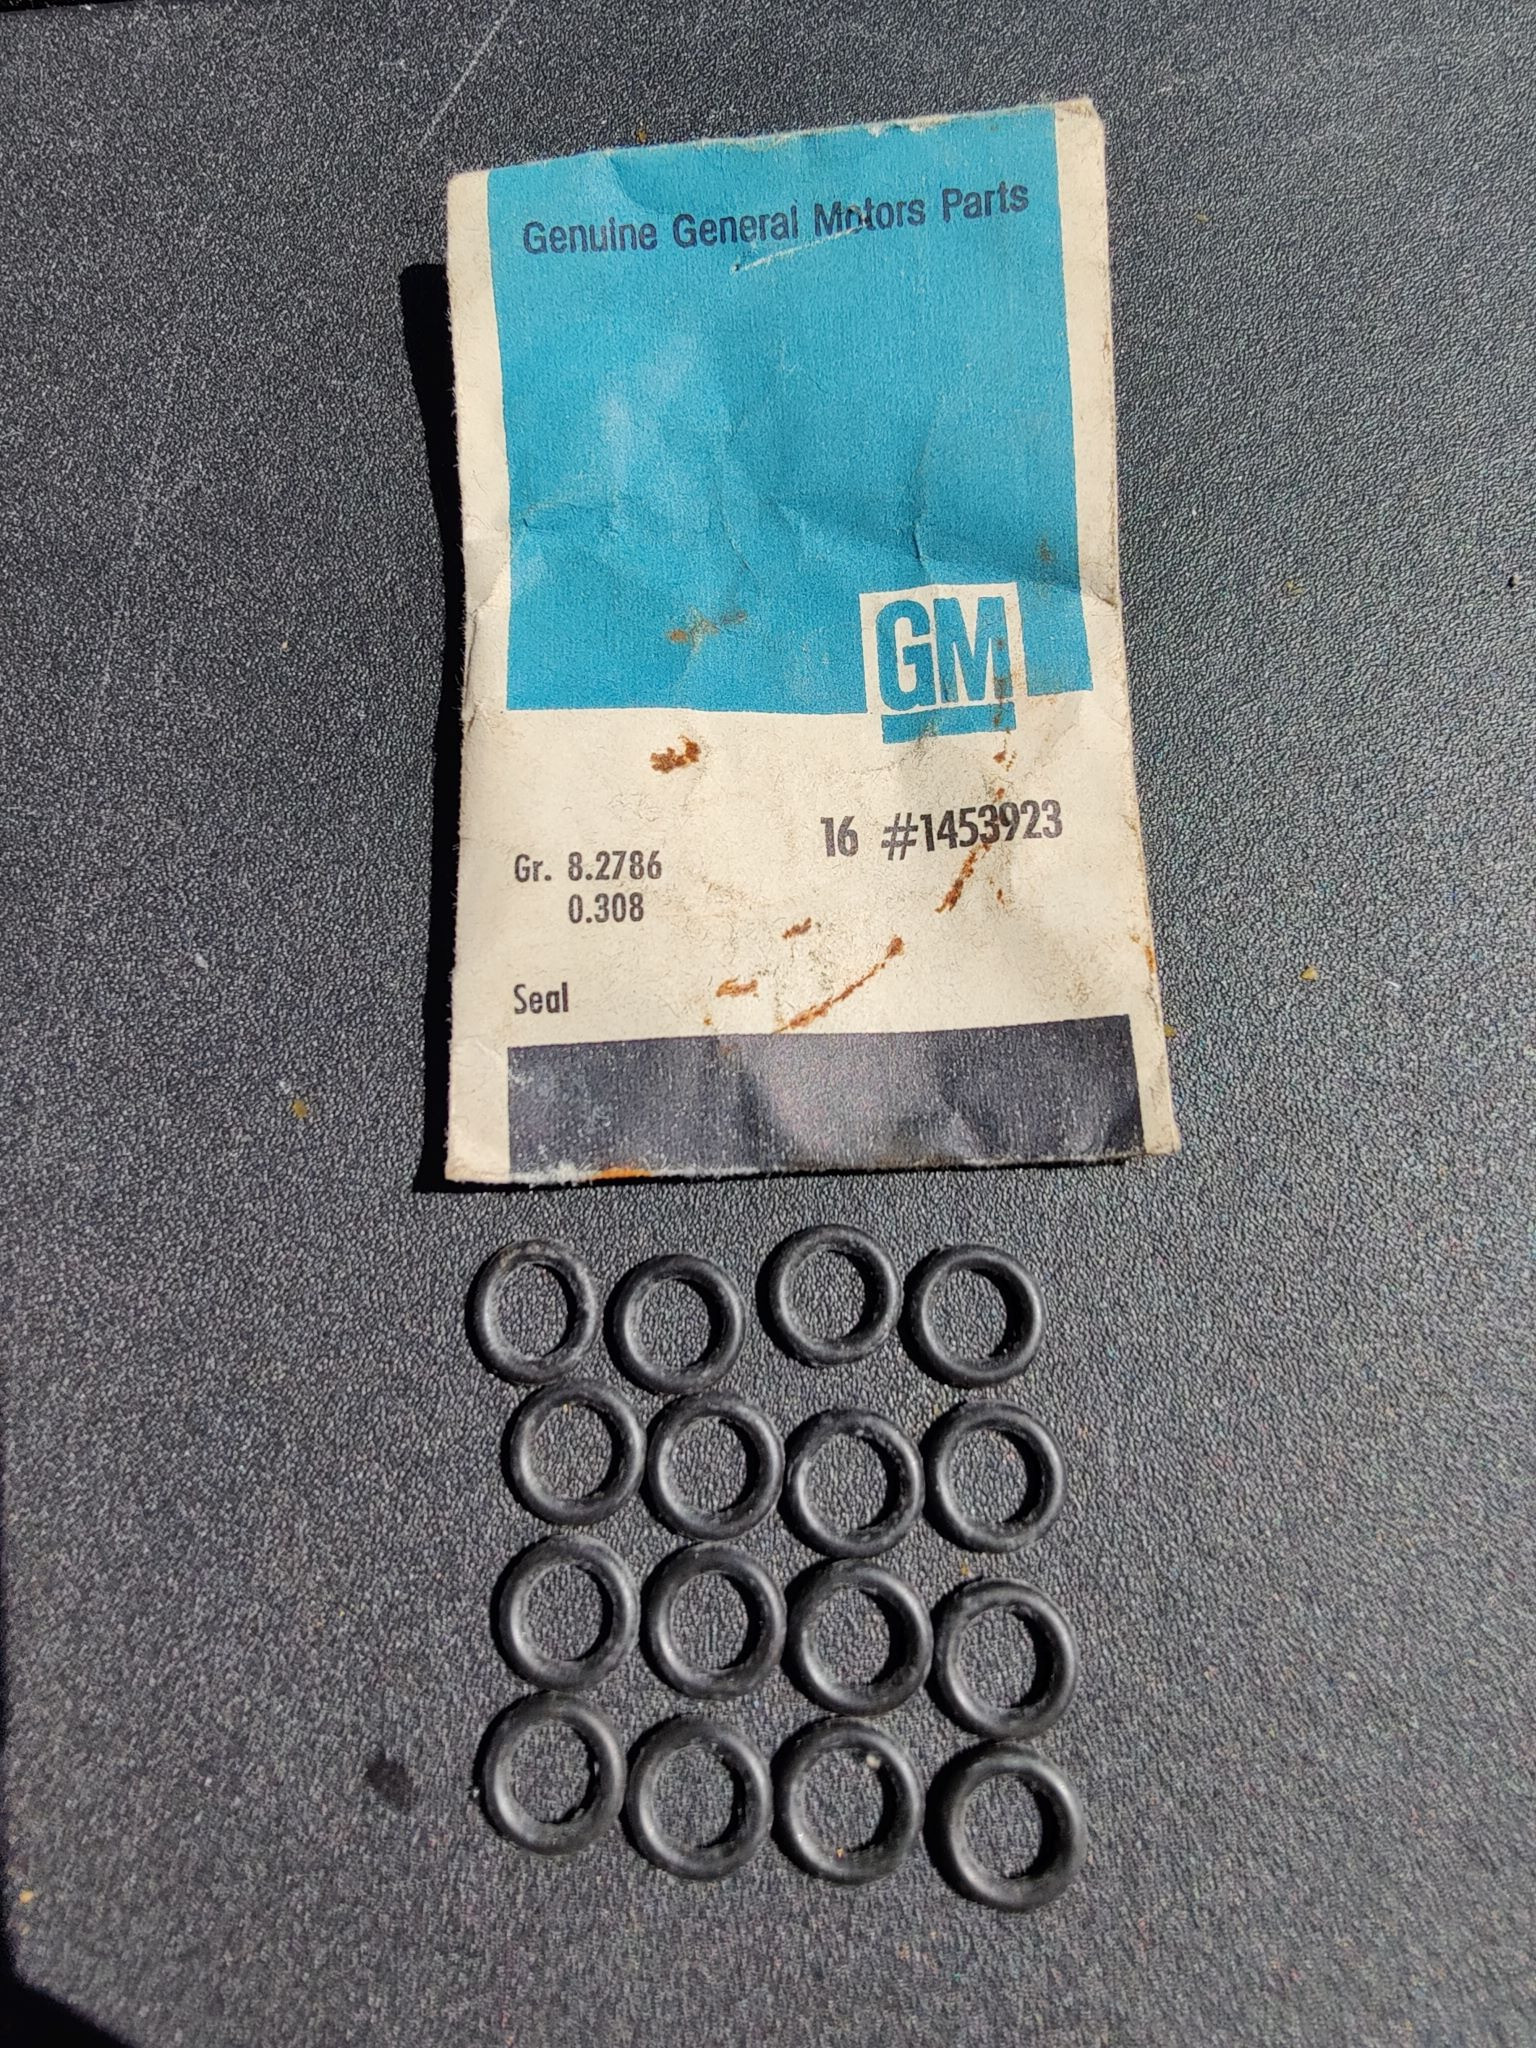 Genuine General Motors Parts
GM
16 #1453923
Gr. 8.2786
0.308
Seal